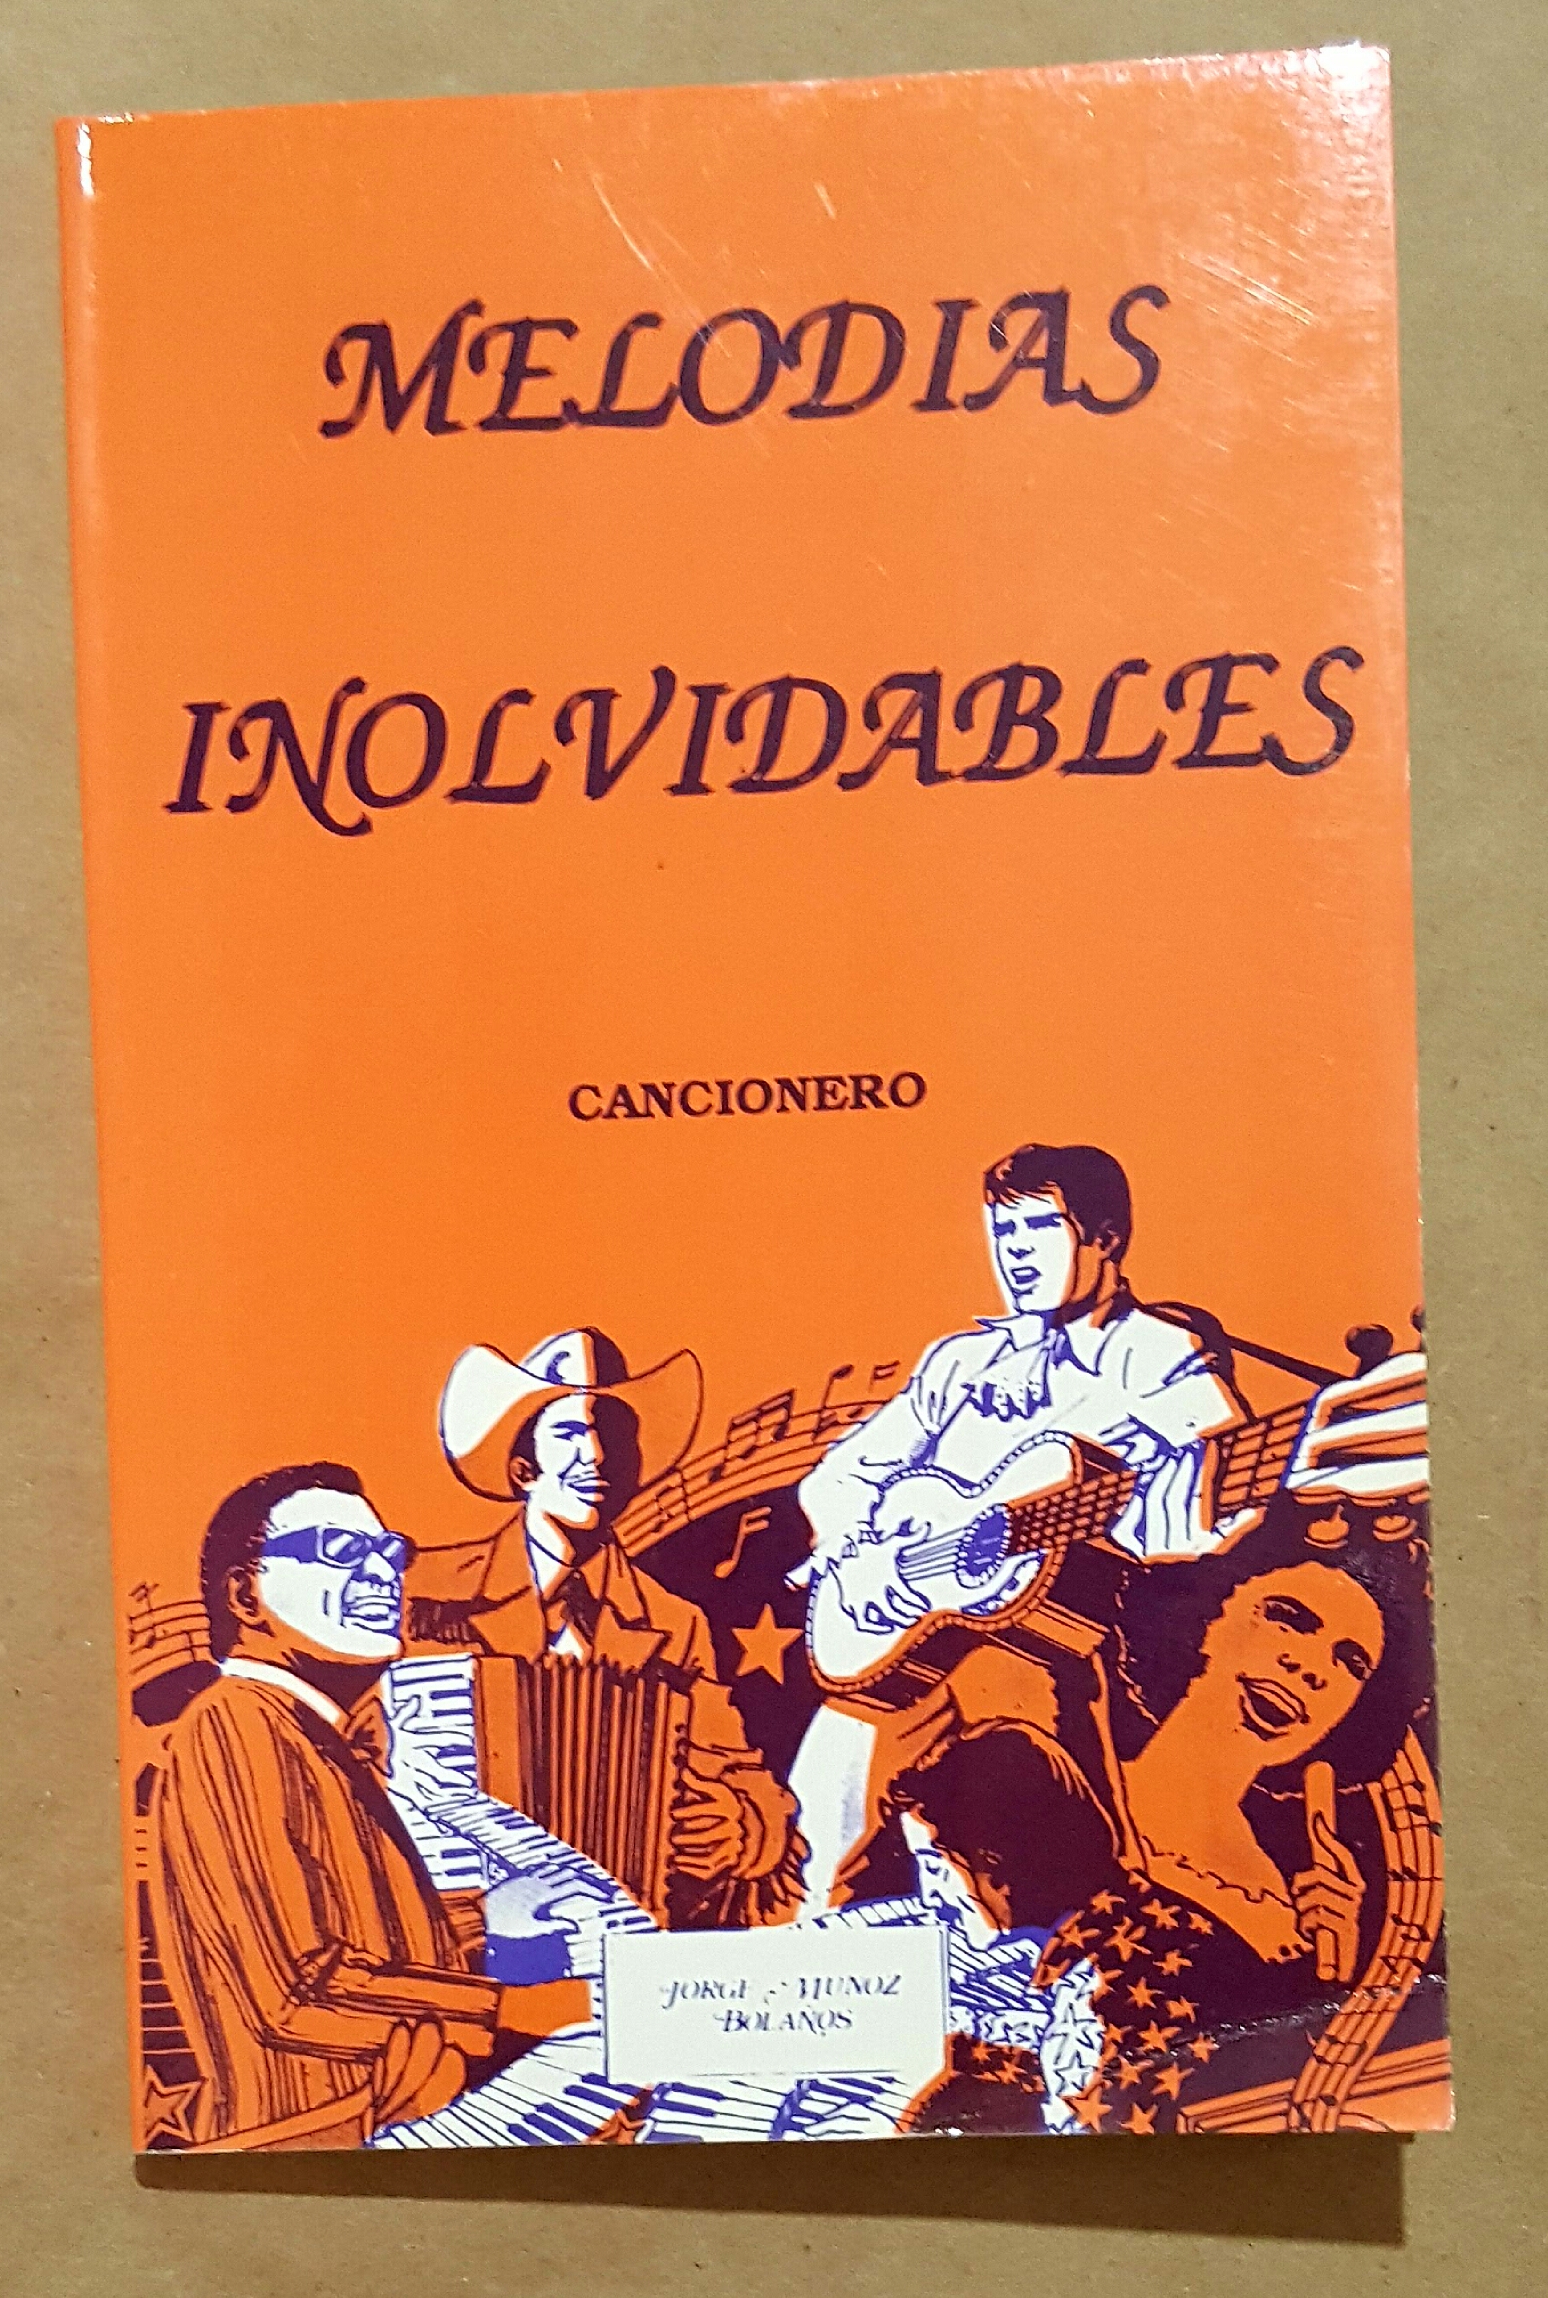 MELODIAS
INOLVIDABLES
CANCIONERO
JORGE MUNOZ
BOLAÑOS